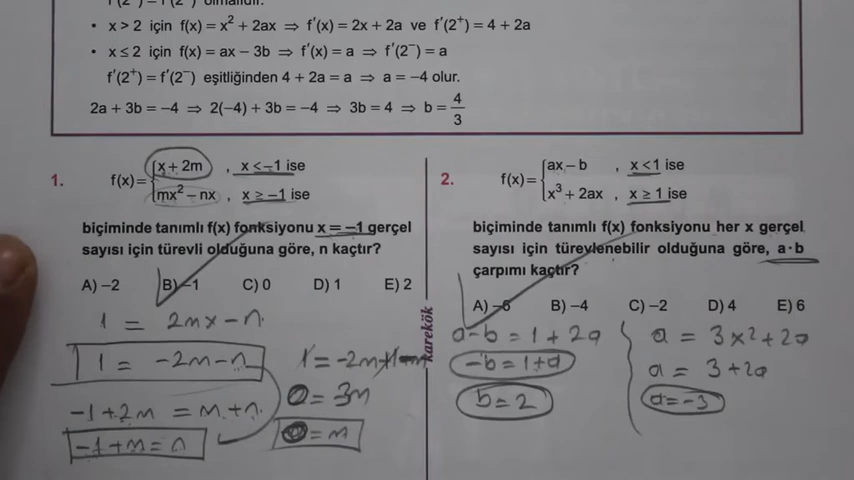 • x > 2 için f(x) = x² + 2ax ⇒ f'(x) = 2x + 2a ve f'(2⁺) = 4 + 2a
• x ≤ 2 için f(x) = ax − 3b ⇒ f'(x) = a ⇒ f'(2⁻) = a
f'(2⁺) = f'(2⁻) eşitliğinden 4 + 2a = a ⇒ a = −4 olur.
2a + 3b = −4 ⇒ 2(−4) + 3b = −4 ⇒ 3b = 4 ⇒ b = 4/3
1. f(x) = { x + 2m , x < −1 ise
mx² − nx , x ≥ −1 ise
biçiminde tanımlı f(x) fonksiyonu x = −1 gerçel
sayısı için türevli olduğuna göre, n kaçtır?
A) −2 B) −1 C) 0 D) 1 E) 2
1 = 2mx − n
1 = −2m − n
−1 + 2m = m + n
−1 + m = n
0 = 3m
0 = m
karekök
2. f(x) = { ax − b , x < 1 ise
x³ + 2ax , x ≥ 1 ise
biçiminde tanımlı f(x) fonksiyonu her x gerçel
sayısı için türevlenebilir olduğuna göre, a·b
çarpımı kaçtır?
A) −6 B) −4 C) −2 D) 4 E) 6
a − b = 1 + 2a
−b = 1 + a
b = 2
a = 3x² + 2a
a = 3 + 2a
a = −3